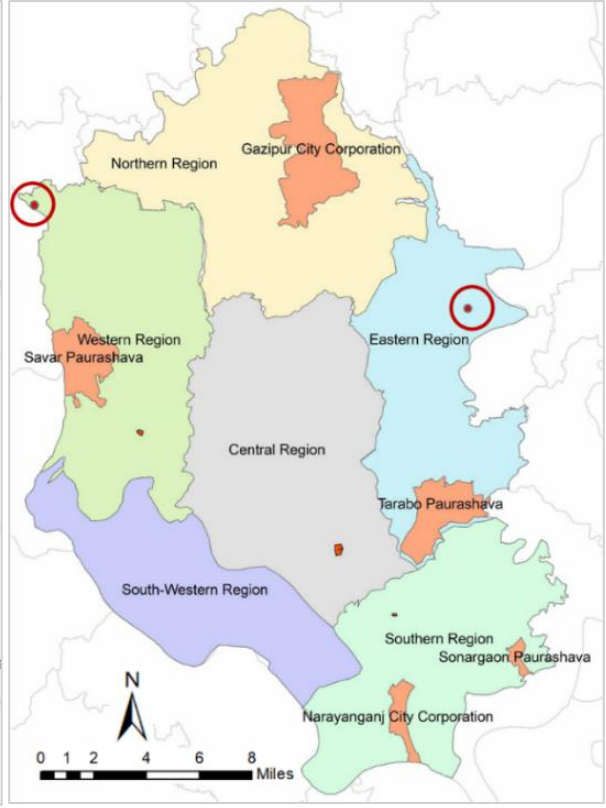 Gazipur City Corporation
Northern Region
Western Region
Savar Paurashava
Eastern Region
Central Region
Tarabo Paurashava
South-Western Region
Southern Region
Sonargaon Paurashava
Narayanganj City Corporation
N
0 1 2 4 6 8
Miles